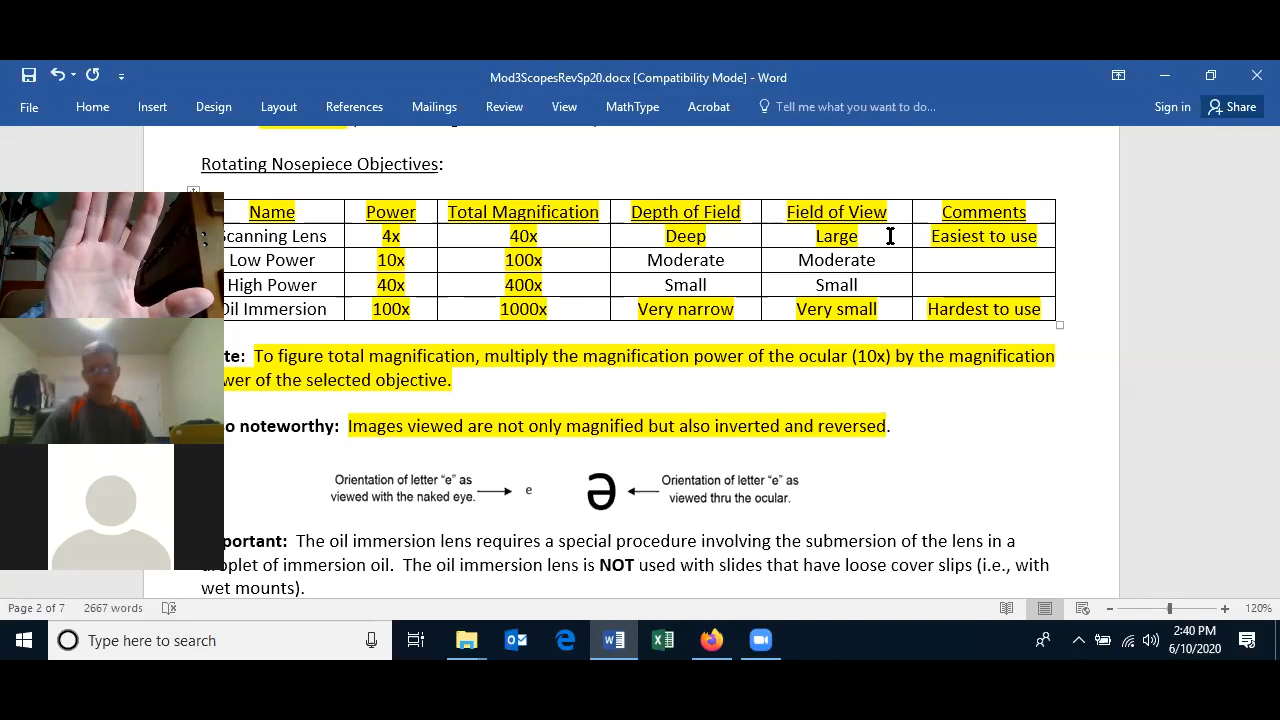 Mod3ScopesRevSp20.docx [Compatibility Mode] - Word
File Home Insert Design Layout References Mailings Review View MathType Acrobat Tell me what you want to do... Sign in Share
Rotating Nosepiece Objectives:
Name Power Total Magnification Depth of Field Field of View Comments
Scanning Lens 4x 40x Deep Large Easiest to use
Low Power 10x 100x Moderate Moderate
High Power 40x 400x Small Small
Oil Immersion 100x 1000x Very narrow Very small Hardest to use
To figure total magnification, multiply the magnification power of the ocular (10x) by the magnification
of the selected objective.
noteworthy: Images viewed are not only magnified but also inverted and reversed.
Orientation of letter “e” as
viewed with the naked eye.
e
ə
Orientation of letter “e” as
viewed thru the ocular.
The oil immersion lens requires a special procedure involving the submersion of the lens in a
droplet of immersion oil. The oil immersion lens is NOT used with slides that have loose cover slips (i.e., with
wet mounts).
Page 2 of 7 2667 words 120%
Type here to search
2:40 PM
6/10/2020